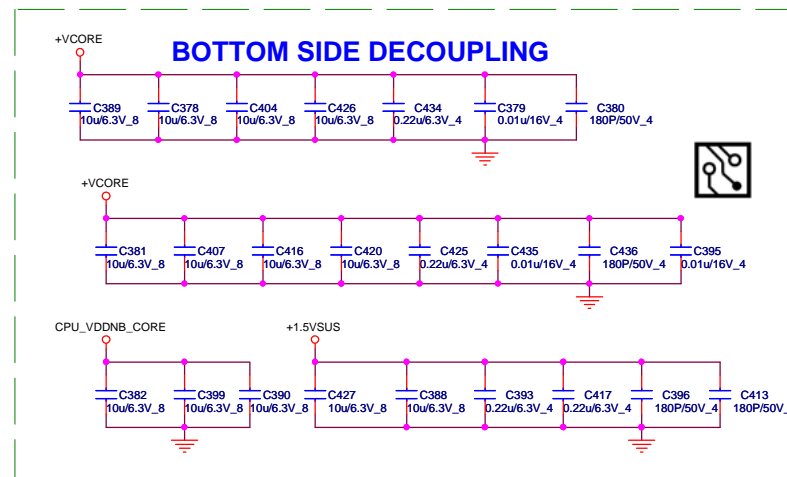 +VCORE
BOTTOM SIDE DECOUPLING
C389 C378 C404 C426 C434 C379 C380
10u/6.3V_8 10u/6.3V_8 10u/6.3V_8 10u/6.3V_8 0.22u/6.3V_4 0.01u/16V_4 180P/50V_4
+VCORE
C381 C407 C416 C420 C425 C435 C436 C395
10u/6.3V_8 10u/6.3V_8 10u/6.3V_8 10u/6.3V_8 0.22u/6.3V_4 0.01u/16V_4 180P/50V_4 0.01u/16V_4
CPU_VDDNB_CORE +1.5VSUS
C382 C399 C390 C427 C388 C393 C417 C396 C413
10u/6.3V_8 10u/6.3V_8 10u/6.3V_8 10u/6.3V_8 10u/6.3V_8 0.22u/6.3V_4 0.22u/6.3V_4 180P/50V_4 180P/50V_